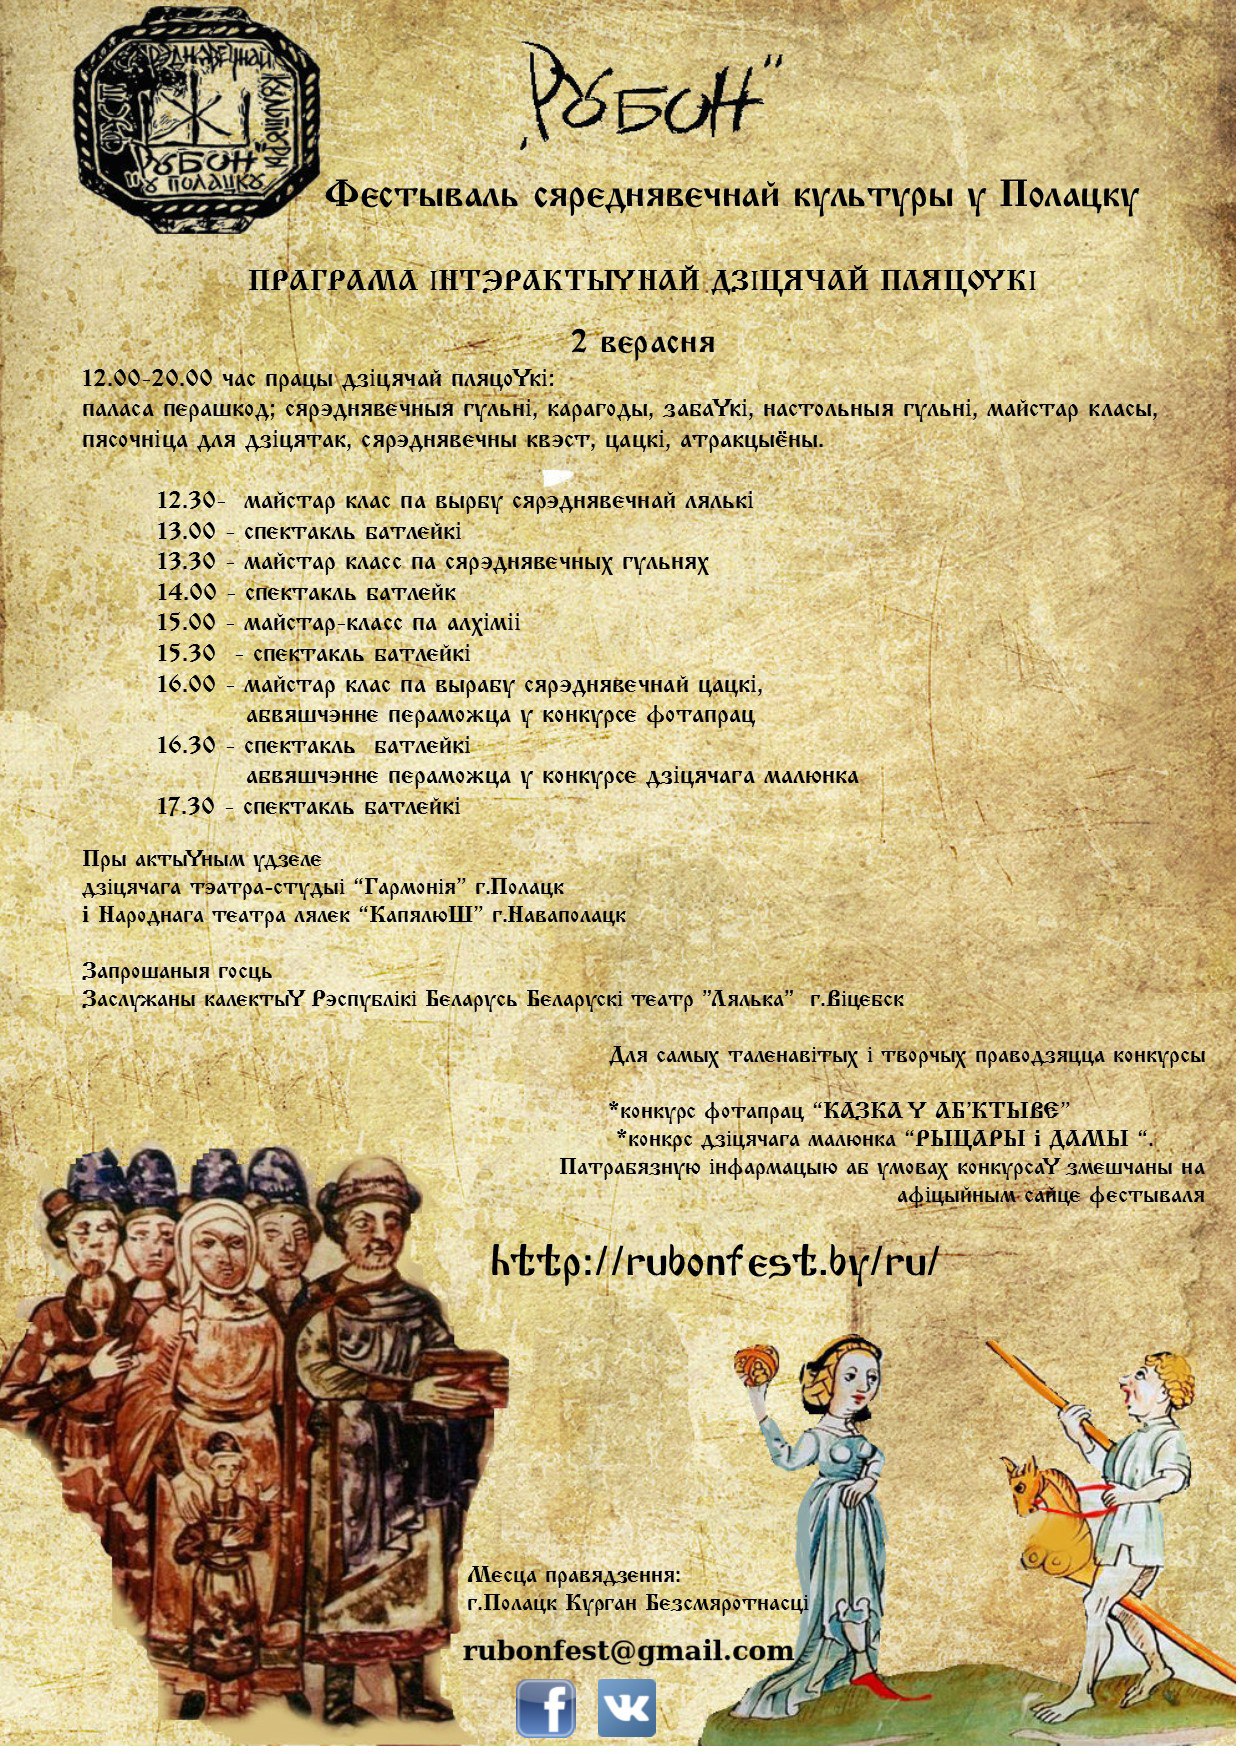 фэст сярэднявечнай культуры
"Рубон"
у Полацку
„Рубон"
Фестываль сяреднявечнай культуры у Полацку
ПРАГРАМА ІНТЭРАКТЫЎНАЙ ДЗІЦЯЧАЙ ПЛЯЦОЎКІ
2 верасня
12.00-20.00 час працы дзіцячай пляцоЎкі:
паласа перашкод; сярэднявечныя гульні, карагоды, забаЎкі, настольныя гульні, майстар класы,
пясочніца для дзіцятак, сярэднявечны квэст, цацкі, атракцыёны.
12.30- майстар клас па вырбу сярэднявечнай лялькі
13.00 - спектакль батлейкі
13.30 - майстар класс па сярэднявечных гульнях
14.00 - спектакль батлейк
15.00 - майстар-класс па алхіміі
15.30 - спектакль батлейкі
16.00 - майстар клас па вырабу сярэднявечнай цацкі,
абвяшчэнне пераможца у конкурсе фотапрац
16.30 - спектакль батлейкі
абвяшчэнне пераможца у конкурсе дзіцячага малюнка
17.30 - спектакль батлейкі
Пры актыЎным удзеле
дзіцячага тэатра-студыі “Гармонія” г.Полацк
і Народнага театра лялек “КапялюШ” г.Наваполацк
Запрошаныя госць
Заслужаны калектыЎ Рэспублікі Беларусь Беларускі театр ”Лялька” г.Віцебск
Для самых таленавітых і творчых праводзяцца конкурсы
*конкурс фотапрац “КАЗКА Ў АБ'КТЫВЕ”
*конкрс дзіцячага малюнка “РЫЦАРЫ і ДАМЫ “.
Патрабязную інфармацыю аб умовах конкурсаЎ змешчаны на
афіцыйным сайце фестываля
http://rubonfest.by/ru/
Месца правядзення:
г.Полацк Курган Безсмяротнасці
rubonfest@gmail.com